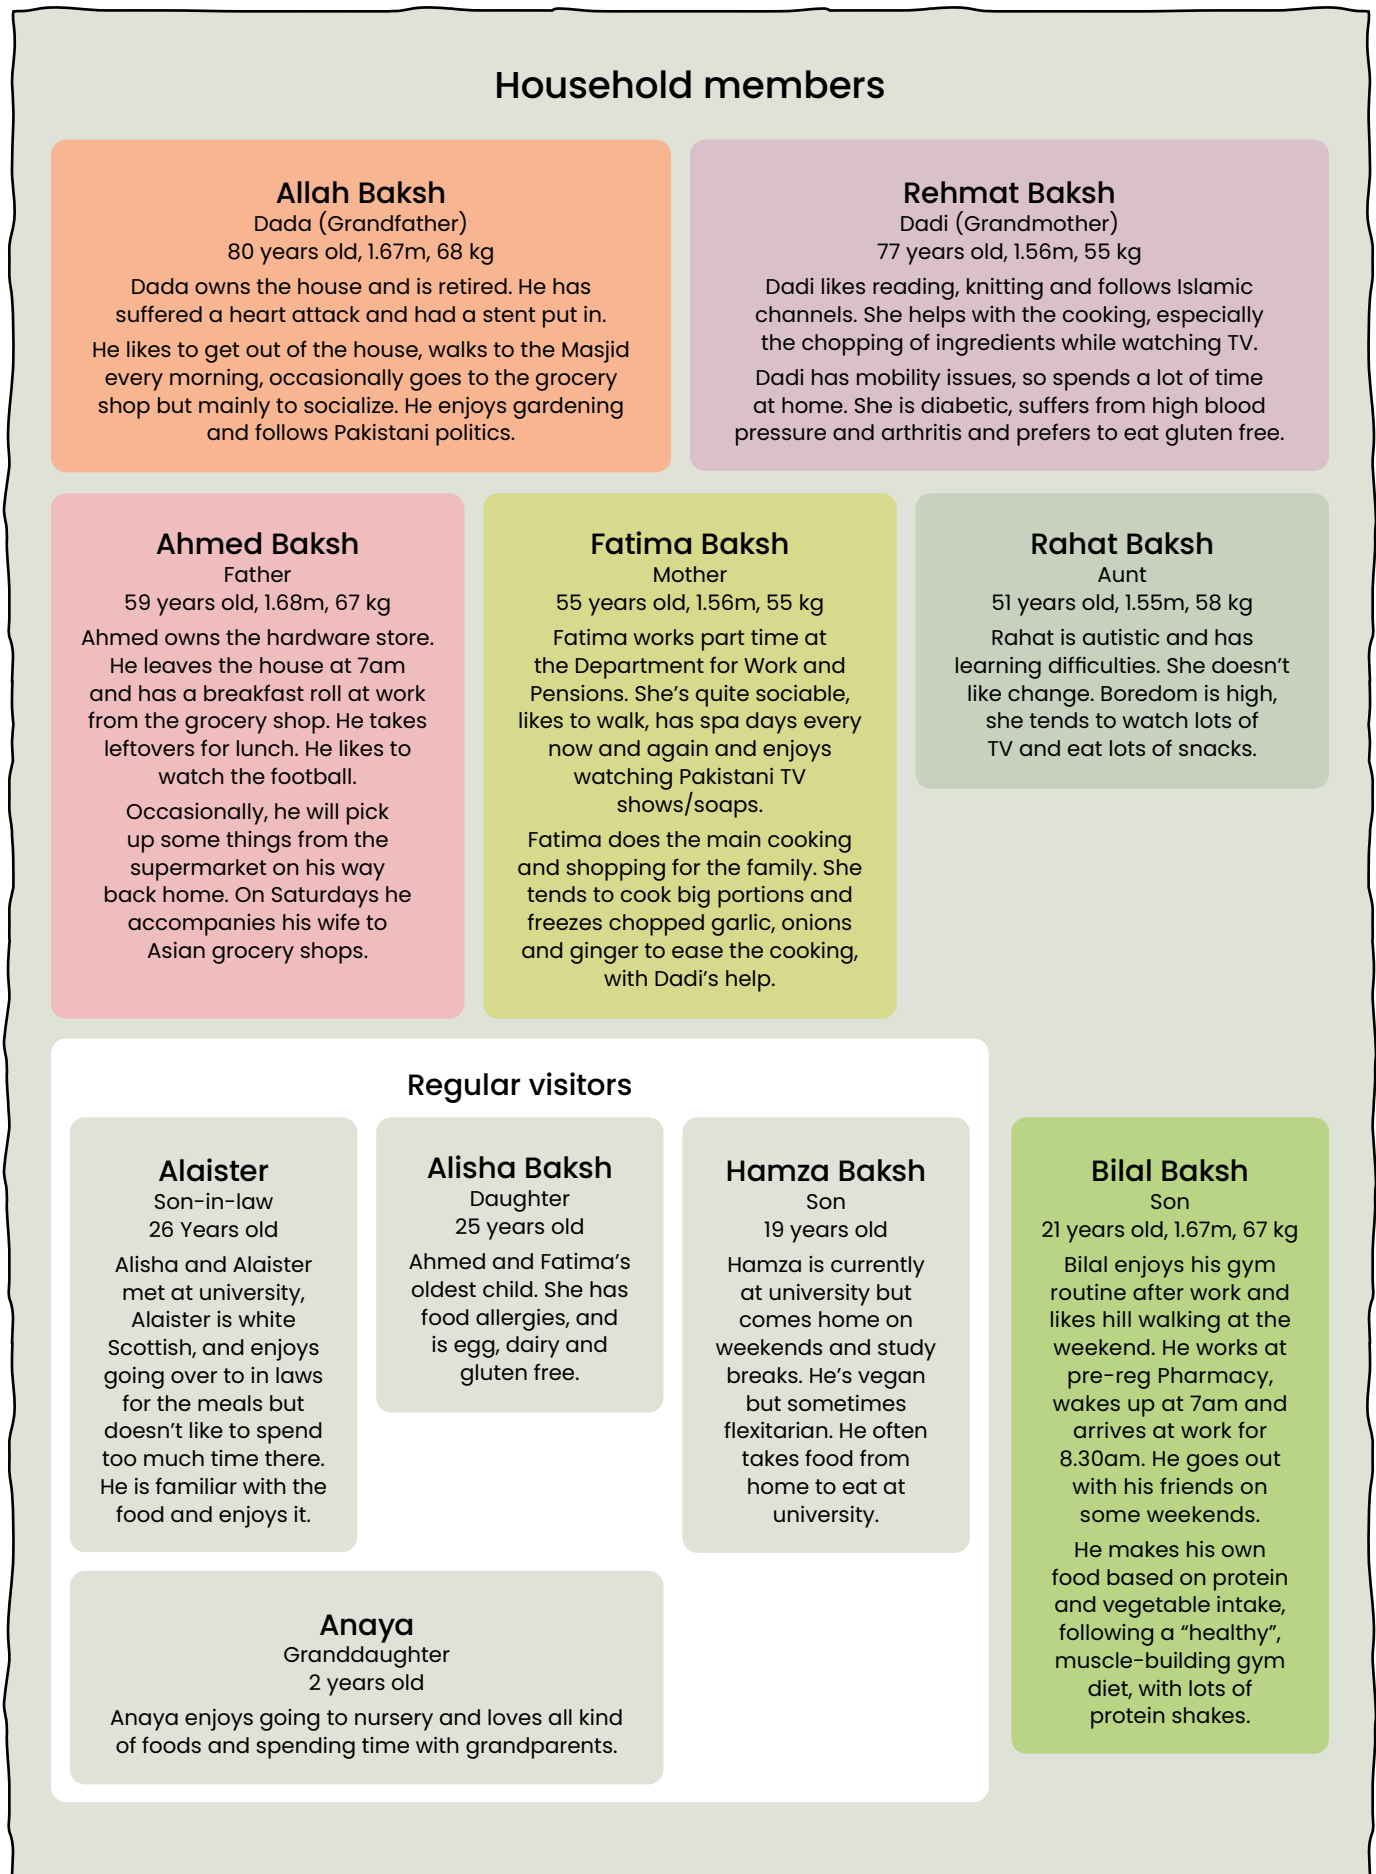 Household members
Allah Baksh
Dada (Grandfather)
80 years old, 1.67m, 68 kg
Dada owns the house and is retired. He has
suffered a heart attack and had a stent put in.
He likes to get out of the house, walks to the Masjid
every morning, occasionally goes to the grocery
shop but mainly to socialize. He enjoys gardening
and follows Pakistani politics.
Rehmat Baksh
Dadi (Grandmother)
77 years old, 1.56m, 55 kg
Dadi likes reading, knitting and follows Islamic
channels. She helps with the cooking, especially
the chopping of ingredients while watching TV.
Dadi has mobility issues, so spends a lot of time
at home. She is diabetic, suffers from high blood
pressure and arthritis and prefers to eat gluten free.
Ahmed Baksh
Father
59 years old, 1.68m, 67 kg
Ahmed owns the hardware store.
He leaves the house at 7am
and has a breakfast roll at work
from the grocery shop. He takes
leftovers for lunch. He likes to
watch the football.
Occasionally, he will pick
up some things from the
supermarket on his way
back home. On Saturdays he
accompanies his wife to
Asian grocery shops.
Fatima Baksh
Mother
55 years old, 1.56m, 55 kg
Fatima works part time at
the Department for Work and
Pensions. She’s quite sociable,
likes to walk, has spa days every
now and again and enjoys
watching Pakistani TV
shows/soaps.
Fatima does the main cooking
and shopping for the family. She
tends to cook big portions and
freezes chopped garlic, onions
and ginger to ease the cooking,
with Dadi’s help.
Rahat Baksh
Aunt
51 years old, 1.55m, 58 kg
Rahat is autistic and has
learning difficulties. She doesn’t
like change. Boredom is high,
she tends to watch lots of
TV and eat lots of snacks.
Regular visitors
Alaister
Son-in-law
26 Years old
Alisha and Alaister
met at university,
Alaister is white
Scottish, and enjoys
going over to in laws
for the meals but
doesn’t like to spend
too much time there.
He is familiar with the
food and enjoys it.
Alisha Baksh
Daughter
25 years old
Ahmed and Fatima’s
oldest child. She has
food allergies, and
is egg, dairy and
gluten free.
Hamza Baksh
Son
19 years old
Hamza is currently
at university but
comes home on
weekends and study
breaks. He’s vegan
but sometimes
flexitarian. He often
takes food from
home to eat at
university.
Anaya
Granddaughter
2 years old
Anaya enjoys going to nursery and loves all kind
of foods and spending time with grandparents.
Bilal Baksh
Son
21 years old, 1.67m, 67 kg
Bilal enjoys his gym
routine after work and
likes hill walking at the
weekend. He works at
pre-reg Pharmacy,
wakes up at 7am and
arrives at work for
8.30am. He goes out
with his friends on
some weekends.
He makes his own
food based on protein
and vegetable intake,
following a “healthy”,
muscle-building gym
diet, with lots of
protein shakes.